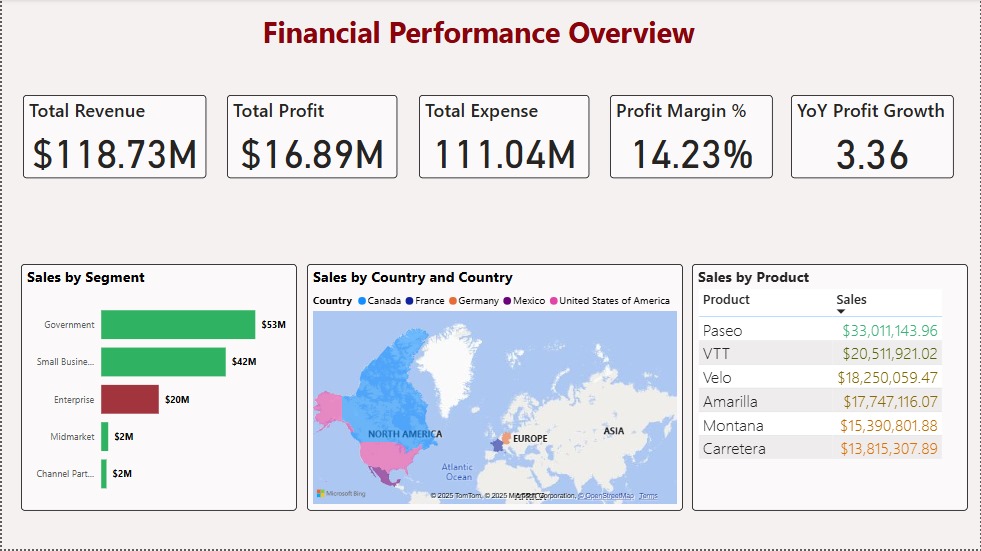 Financial Performance Overview
Total Revenue
$118.73M
Total Profit
$16.89M
Total Expense
111.04M
Profit Margin %
14.23%
YoY Profit Growth
3.36
Sales by Segment
Government $53M
Small Busine... $42M
Enterprise $20M
Midmarket $2M
Channel Part... $2M
Sales by Country and Country
Country Canada France Germany Mexico United States of America
NORTH AMERICA
EUROPE
ASIA
Atlantic
Ocean
AFRICA
Microsoft Bing
© 2025 TomTom, © 2025 Microsoft Corporation, © OpenStreetMap Terms
Sales by Product
Product Sales
Paseo $33,011,143.96
VTT $20,511,921.02
Velo $18,250,059.47
Amarilla $17,747,116.07
Montana $15,390,801.88
Carretera $13,815,307.89